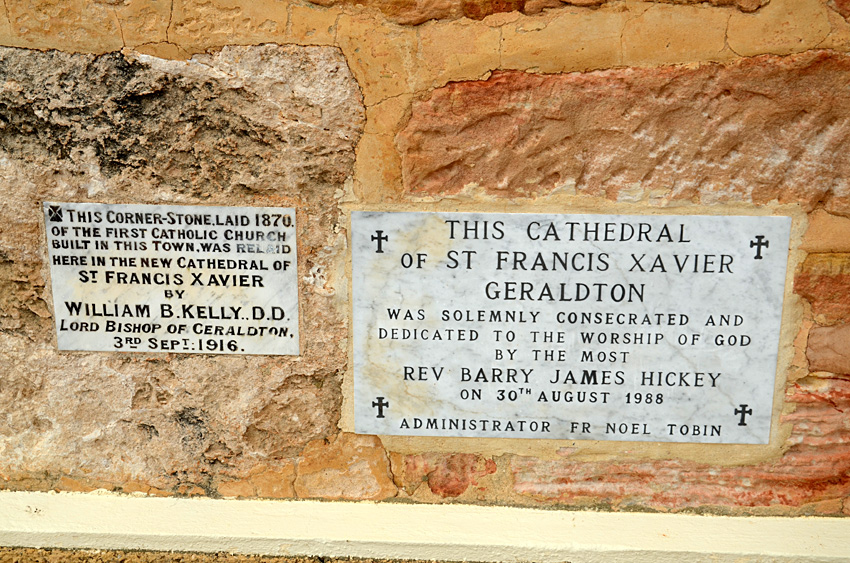 THIS CORNER-STONE, LAID 1870.
OF THE FIRST CATHOLIC CHURCH
BUILT IN THIS TOWN, WAS RELAID
HERE IN THE NEW CATHEDRAL OF
ST FRANCIS XAVIER
BY
WILLIAM B. KELLY., D.D.
LORD BISHOP OF GERALDTON,
3RD SEPT: 1916.
THIS CATHEDRAL
OF ST FRANCIS XAVIER
GERALDTON
WAS SOLEMNLY CONSECRATED AND
DEDICATED TO THE WORSHIP OF GOD
BY THE MOST
REV BARRY JAMES HICKEY
ON 30TH AUGUST 1988
ADMINISTRATOR FR NOEL TOBIN